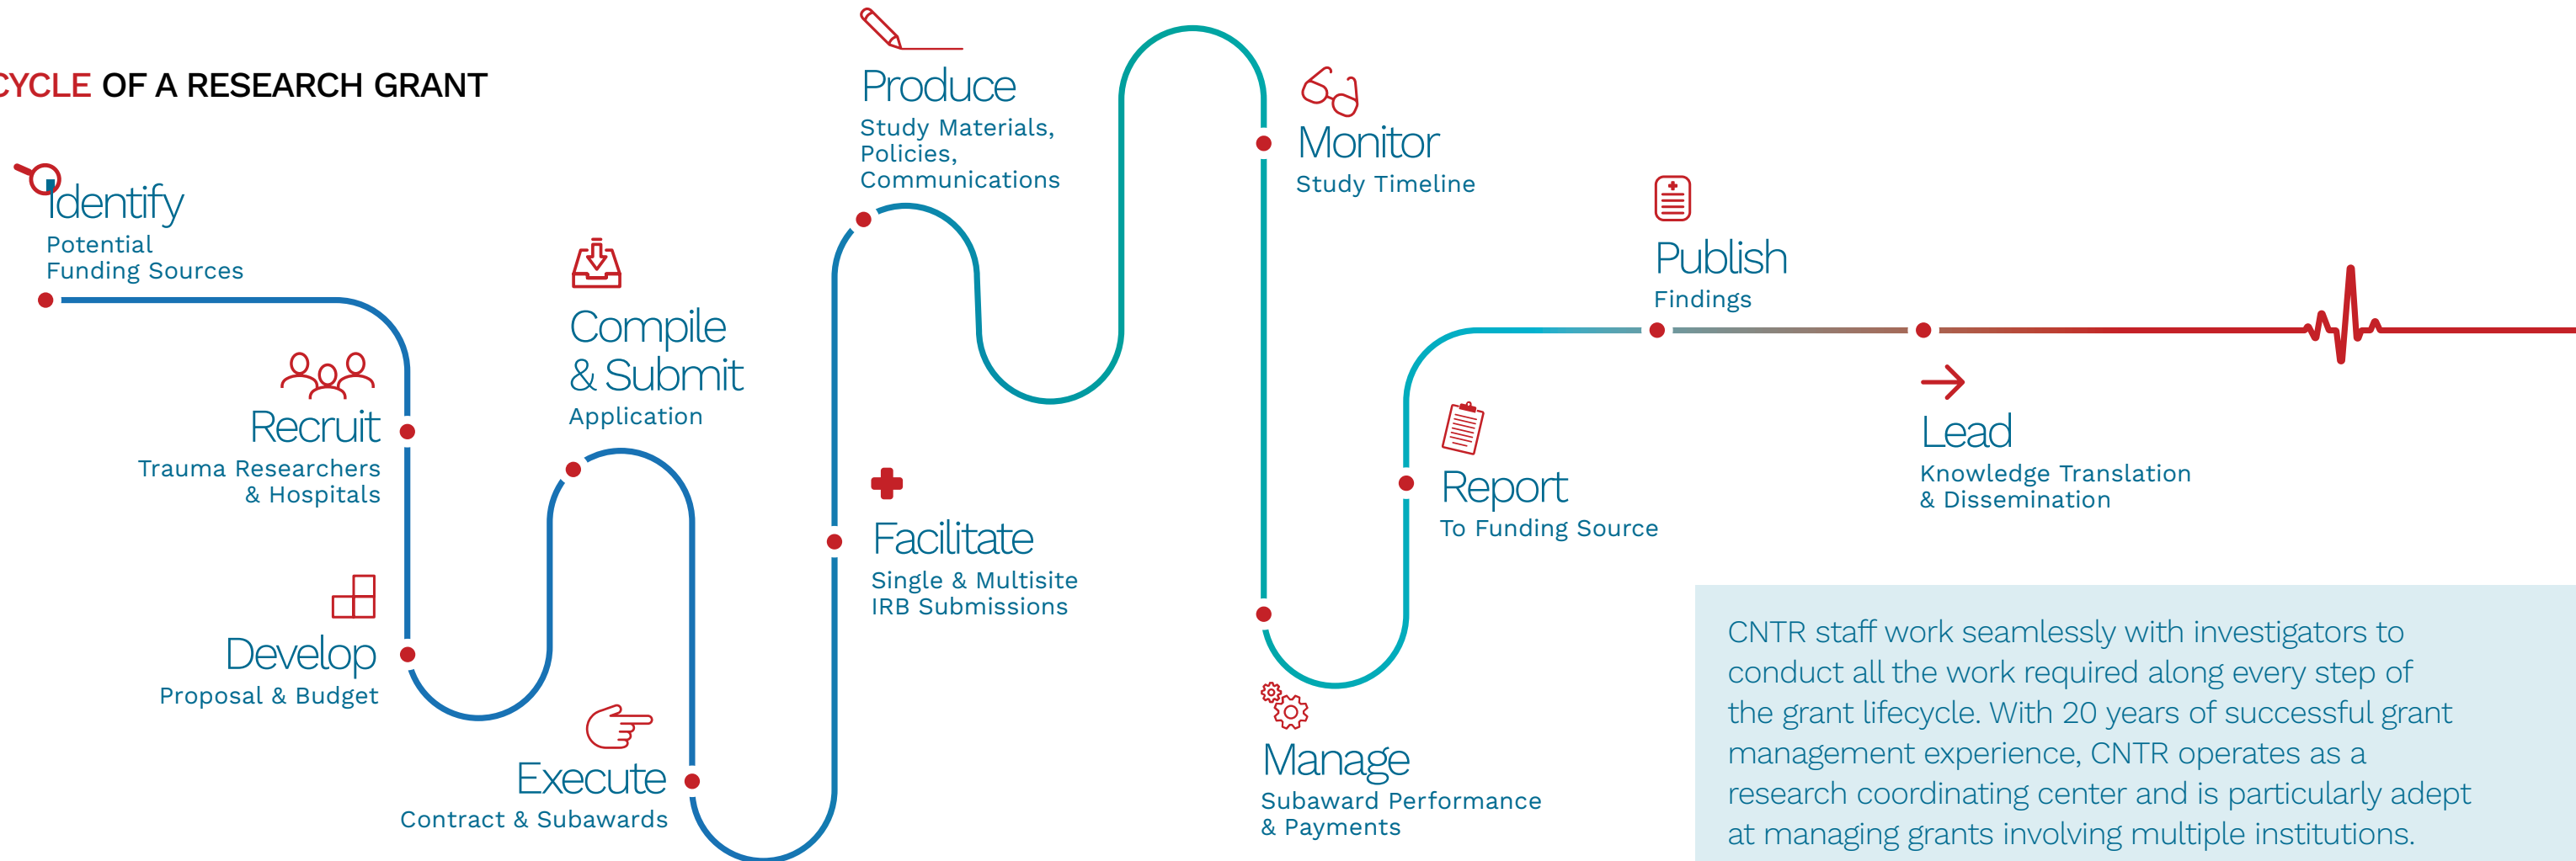 CYCLE OF A RESEARCH GRANT
Identify
Potential
Funding Sources
Recruit
Trauma Researchers
& Hospitals
Develop
Proposal & Budget
Compile
& Submit
Application
Execute
Contract & Subawards
Facilitate
Single & Multisite
IRB Submissions
Produce
Study Materials,
Policies,
Communications
Monitor
Study Timeline
Manage
Subaward Performance
& Payments
Report
To Funding Source
Publish
Findings
Lead
Knowledge Translation
& Dissemination
CNTR staff work seamlessly with investigators to
conduct all the work required along every step of
the grant lifecycle. With 20 years of successful grant
management experience, CNTR operates as a
research coordinating center and is particularly adept
at managing grants involving multiple institutions.